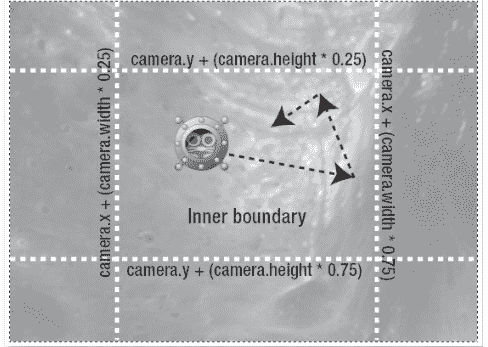 camera.y + (camera.height * 0.25)
camera.x + (camera.width * 0.25)
camera.x + (camera.width * 0.75)
Inner boundary
camera.y + (camera.height * 0.75)